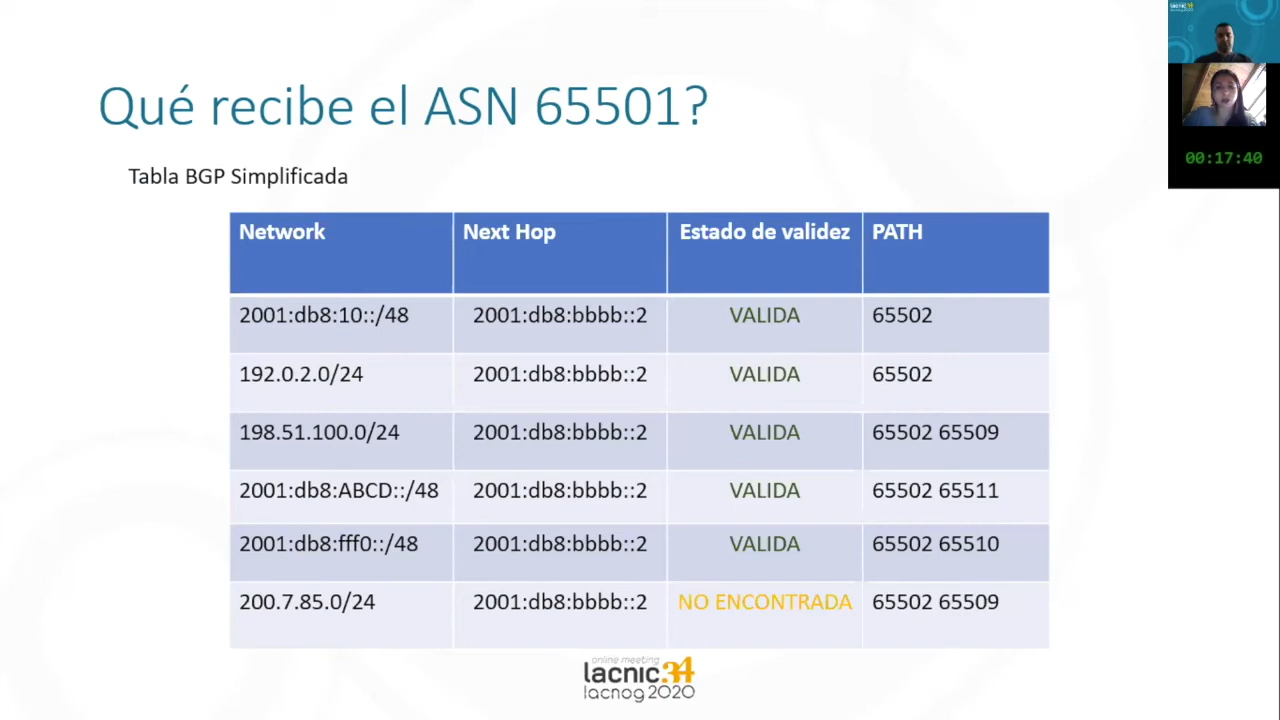 lacnic34
lacnog2020
Qué recibe el ASN 65501?
00:17:40
Tabla BGP Simplificada
Network Next Hop Estado de validez PATH
2001:db8:10::/48 2001:db8:bbbb::2 VALIDA 65502
192.0.2.0/24 2001:db8:bbbb::2 VALIDA 65502
198.51.100.0/24 2001:db8:bbbb::2 VALIDA 65502 65509
2001:db8:ABCD::/48 2001:db8:bbbb::2 VALIDA 65502 65511
2001:db8:fff0::/48 2001:db8:bbbb::2 VALIDA 65502 65510
200.7.85.0/24 2001:db8:bbbb::2 NO ENCONTRADA 65502 65509
online meeting
lacnic34
lacnog2020